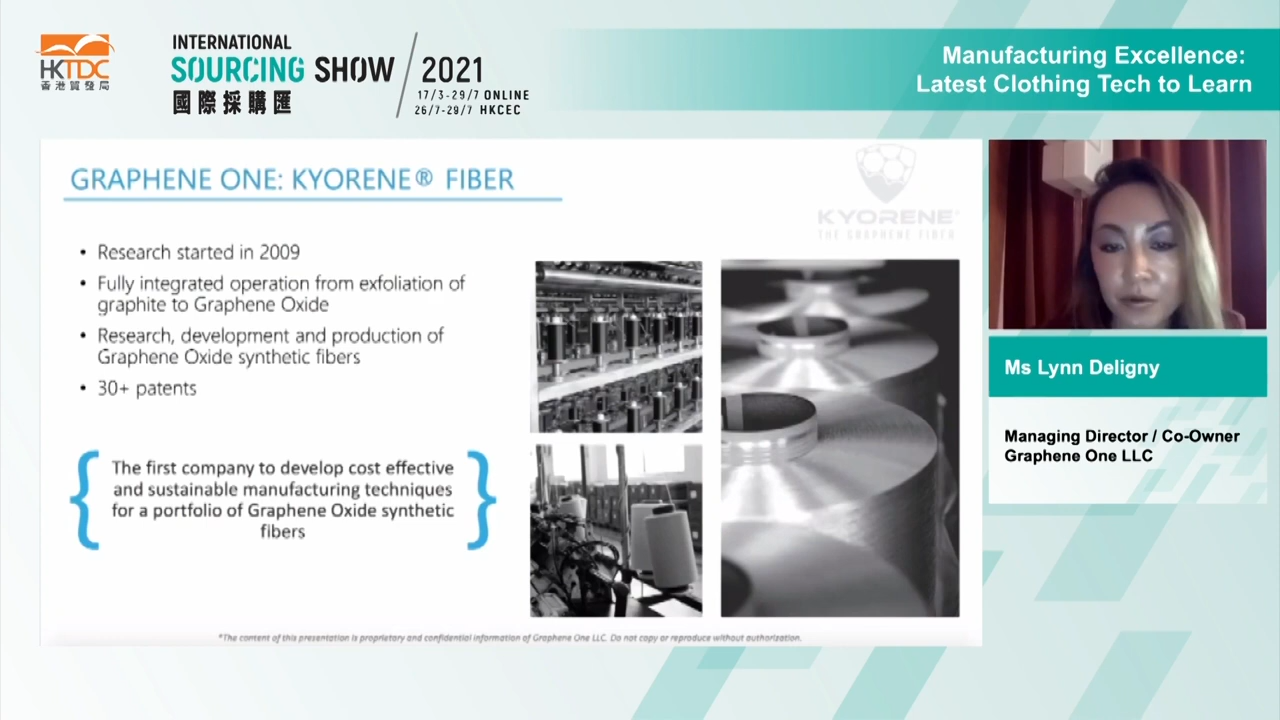 HKTDC
香港貿發局
INTERNATIONAL
SOURCING SHOW
國際採購匯
2021
17/3-29/7 ONLINE
26/7-29/7 HKCEC
Manufacturing Excellence:
Latest Clothing Tech to Learn
GRAPHENE ONE: KYORENE® FIBER
KYORENE®
THE GRAPHENE FIBER
• Research started in 2009
• Fully integrated operation from exfoliation of
graphite to Graphene Oxide
• Research, development and production of
Graphene Oxide synthetic fibers
• 30+ patents
{ The first company to develop cost effective
and sustainable manufacturing techniques
for a portfolio of Graphene Oxide synthetic
fibers }
*The content of this presentation is proprietary and confidential information of Graphene One LLC. Do not copy or reproduce without authorization.
Ms Lynn Deligny
Managing Director / Co-Owner
Graphene One LLC